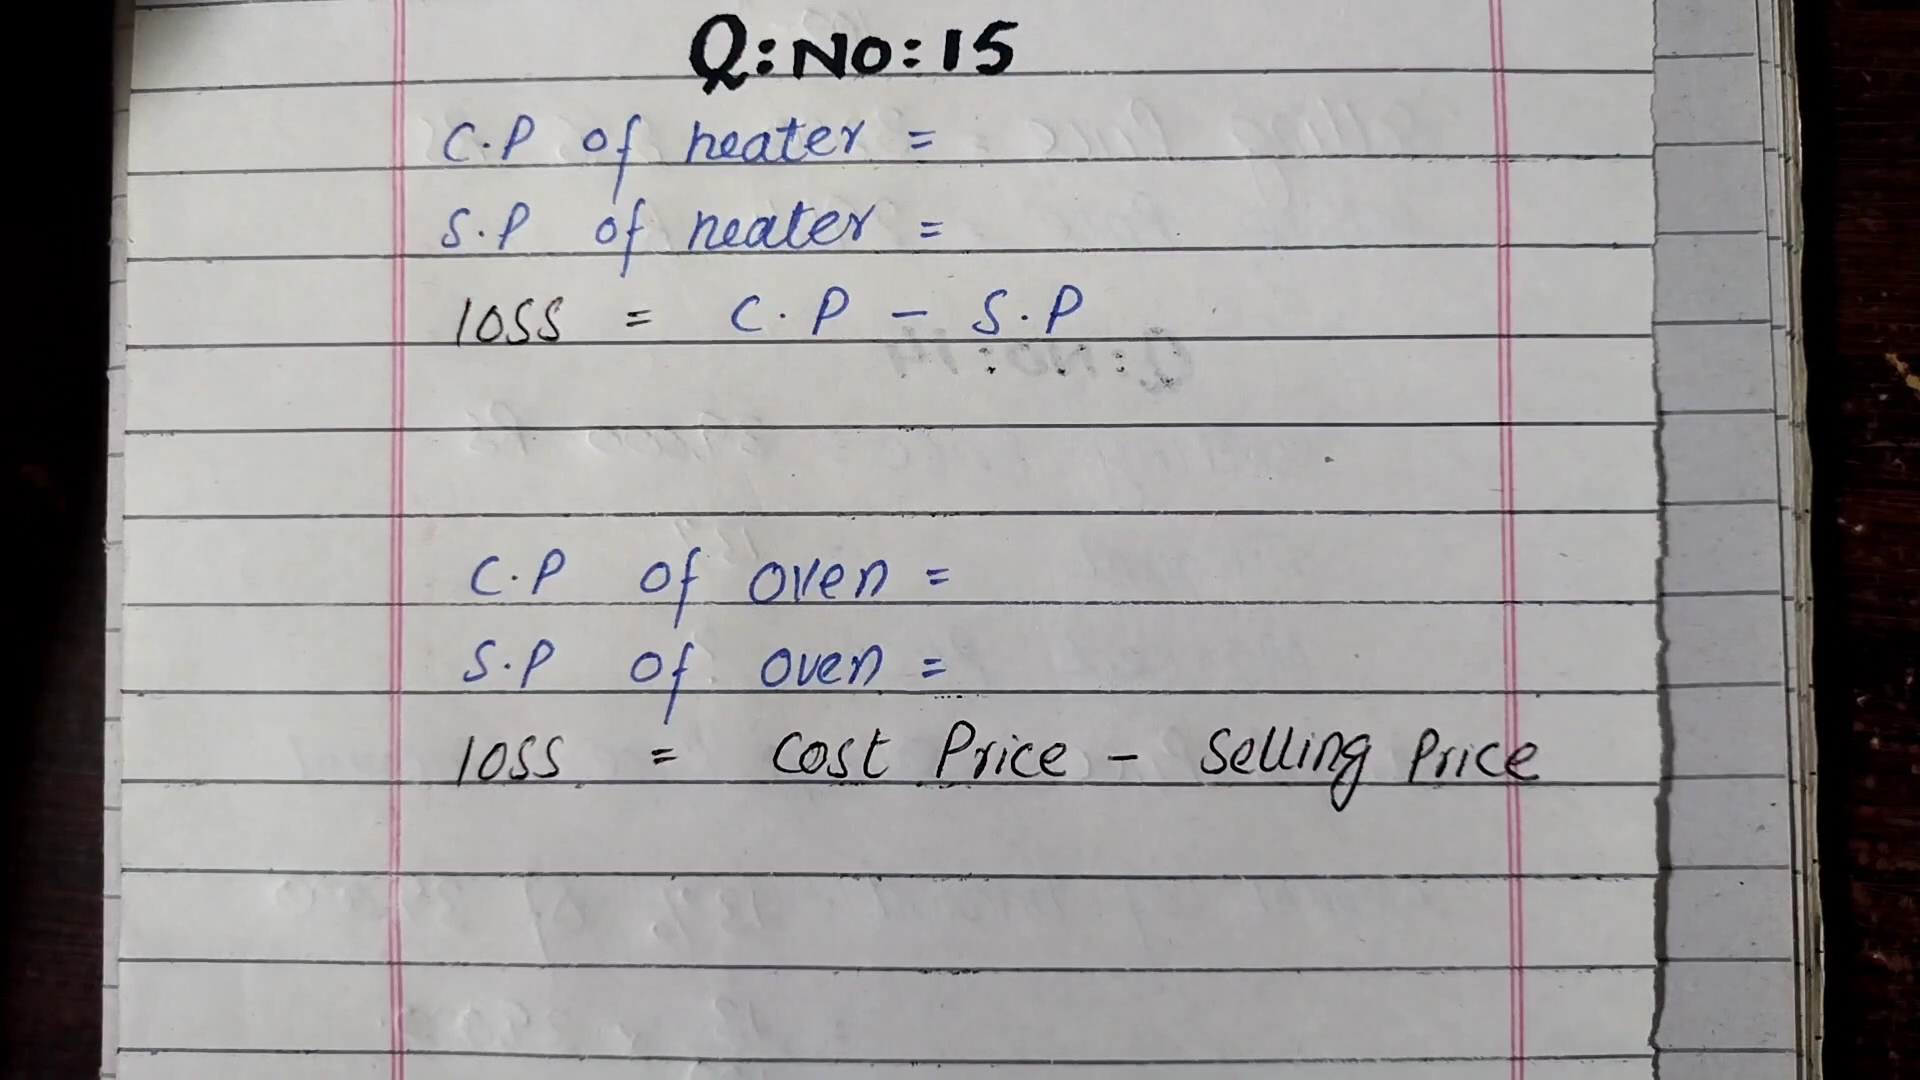 Q:NO:15
C.P of heater =
S.P of heater =
loss = C.P - S.P
C.P of oven =
S.P of oven =
loss = Cost Price - Selling Price